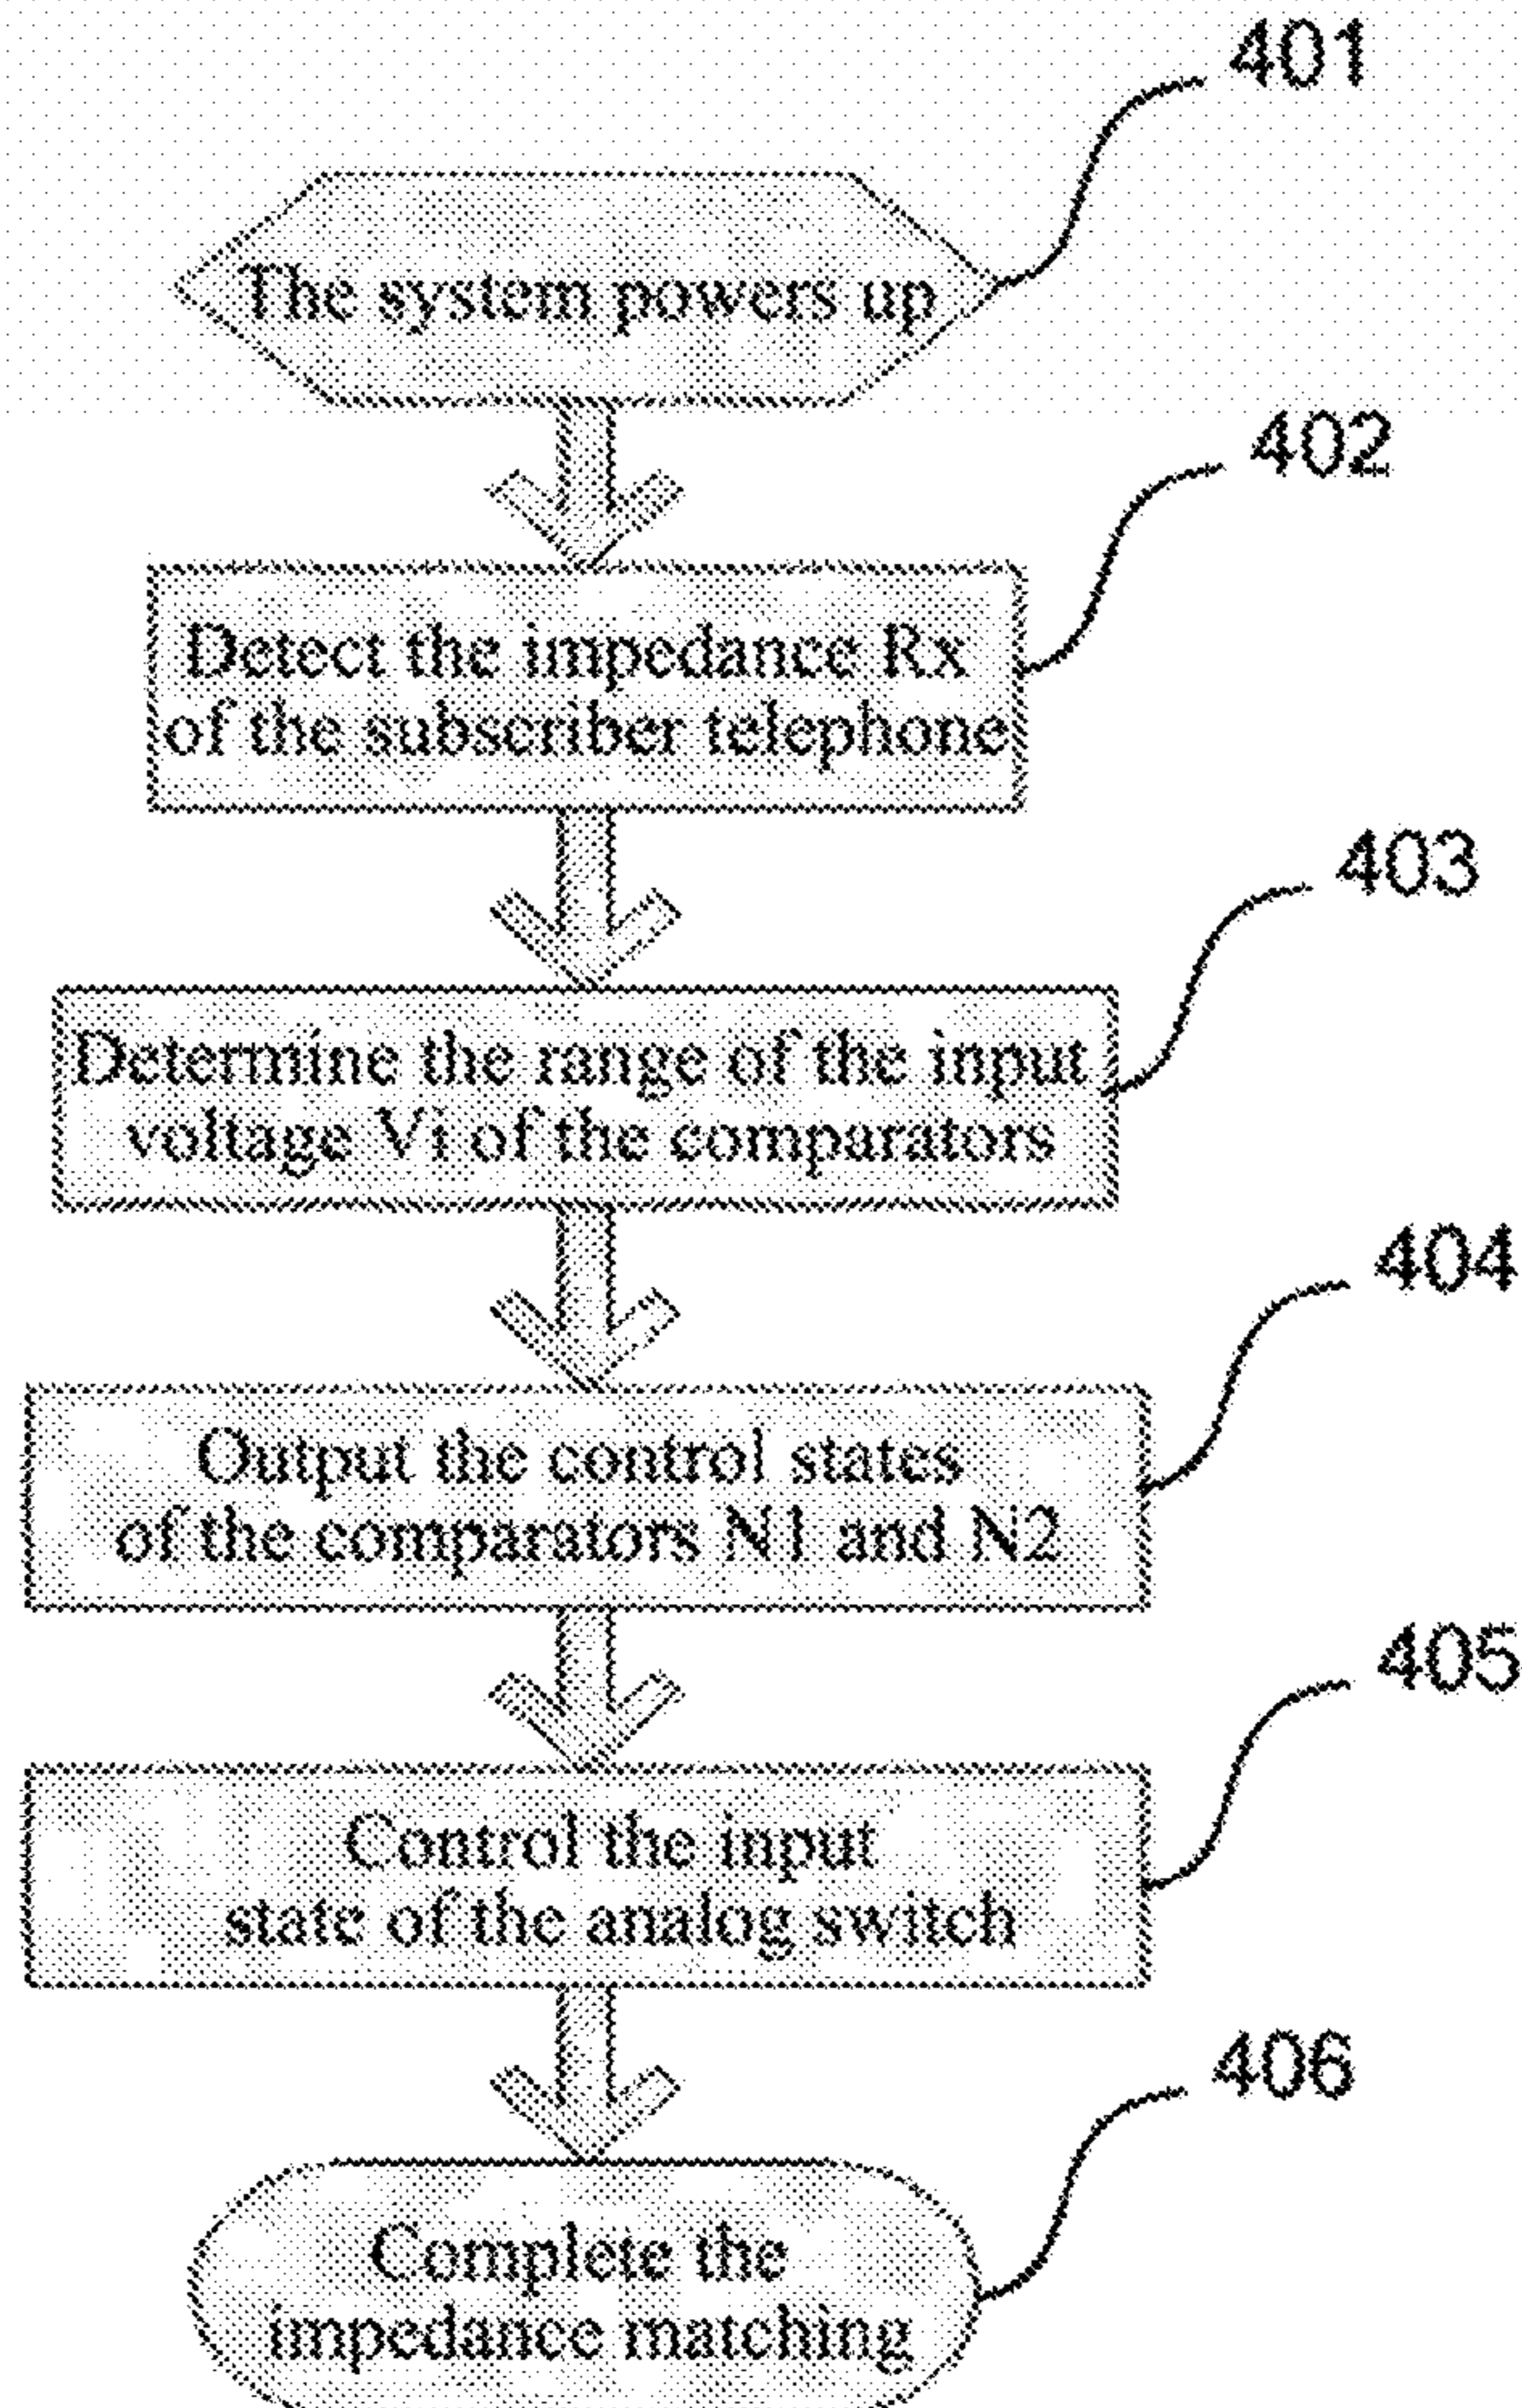 401
The system powers up
402
Detect the impedance Rx
of the subscriber telephone
403
Determine the range of the input
voltage Vi of the comparators
404
Output the control states
of the comparators N1 and N2
405
Control the input
state of the analog switch
406
Complete the
impedance matching